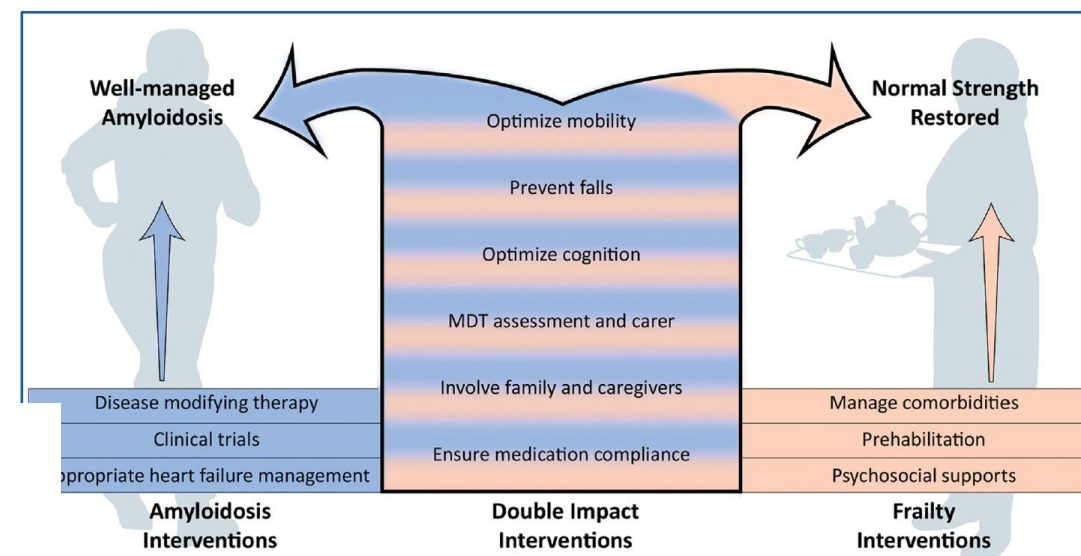 Well-managed
Amyloidosis
Normal Strength
Restored
Optimize mobility
Prevent falls
Optimize cognition
MDT assessment and carer
Involve family and caregivers
Ensure medication compliance
Disease modifying therapy
Clinical trials
ppropriate heart failure management
Manage comorbidities
Prehabilitation
Psychosocial supports
Amyloidosis
Interventions
Double Impact
Interventions
Frailty
Interventions